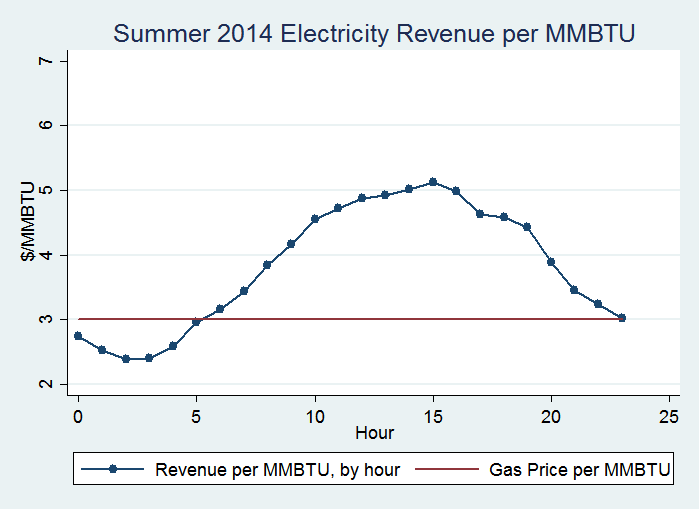 Summer 2014 Electricity Revenue per MMBTU
7
6
5
4
3
2
$/MMBTU
0 5 10 15 20 25
Hour
Revenue per MMBTU, by hour Gas Price per MMBTU